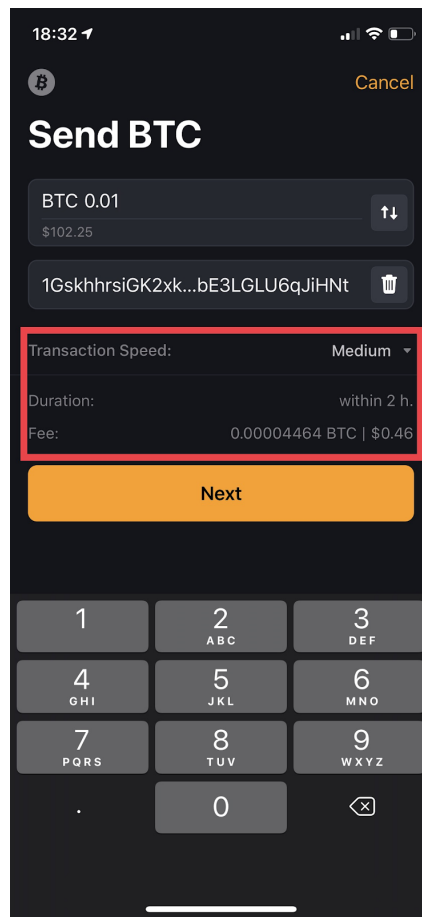 18:32
Cancel
Send BTC
BTC 0.01
$102.25
1GskhhrsiGK2xk...bE3LGLU6qJiHNt
Transaction Speed: Medium
Duration: within 2 h.
Fee: 0.00004464 BTC | $0.46
Next
1 2 3
ABC DEF
4 5 6
GHI JKL MNO
7 8 9
PQRS TUV WXYZ
. 0